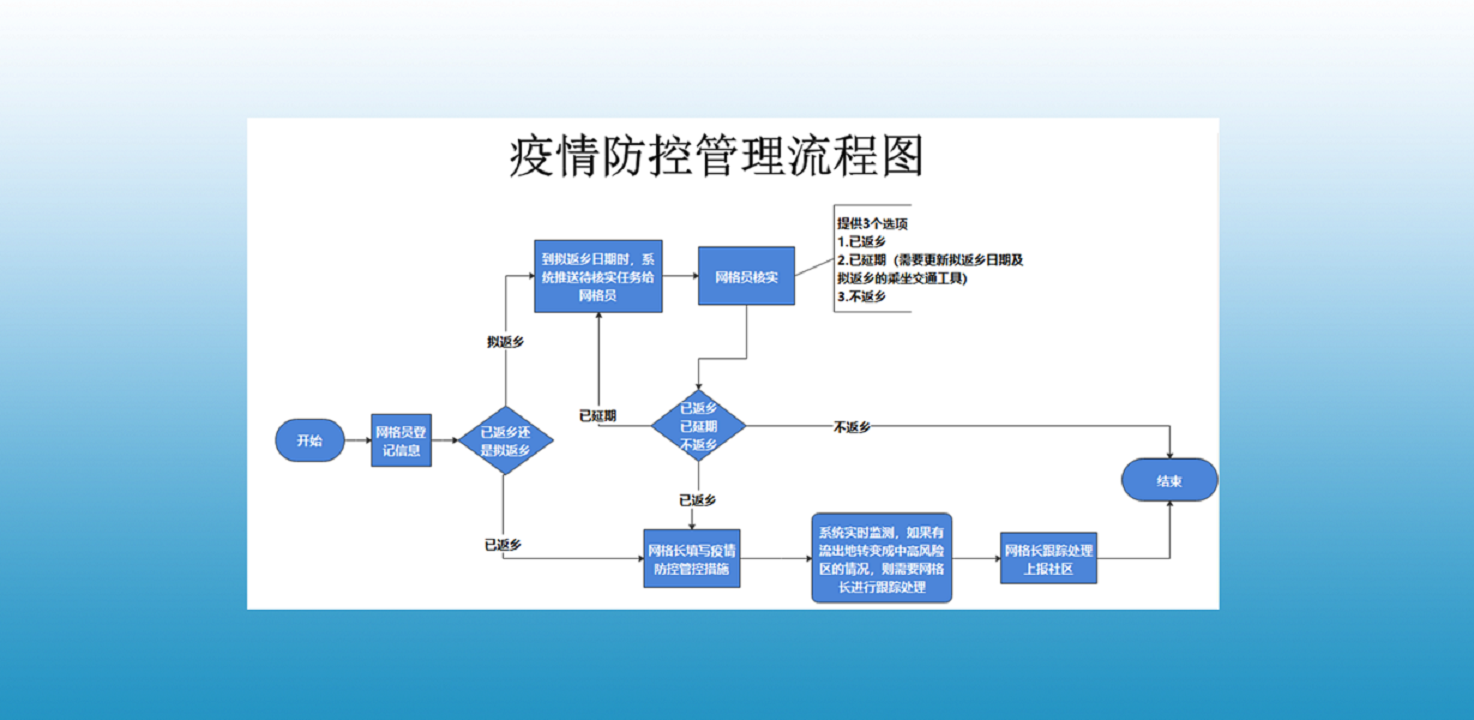 疫情防控管理流程图
提供3个选项
1.已返乡
2.已延期（需要更新拟返乡日期及
拟返乡的乘坐交通工具)
3.不返乡
到拟返乡日期时，系
统推送待核实任务给
网格员
网格员核实
拟返乡
已延期
已返乡
已延期
不返乡
不返乡
开始
网格员登
记信息
已返乡还
是拟返乡
结束
已返乡
已返乡
网格长填写疫情
防控管控措施
系统实时监测，如果有
流出地转变成中高风险
区的情况，则需要网格
长进行跟踪处理
网格长跟踪处理
上报社区